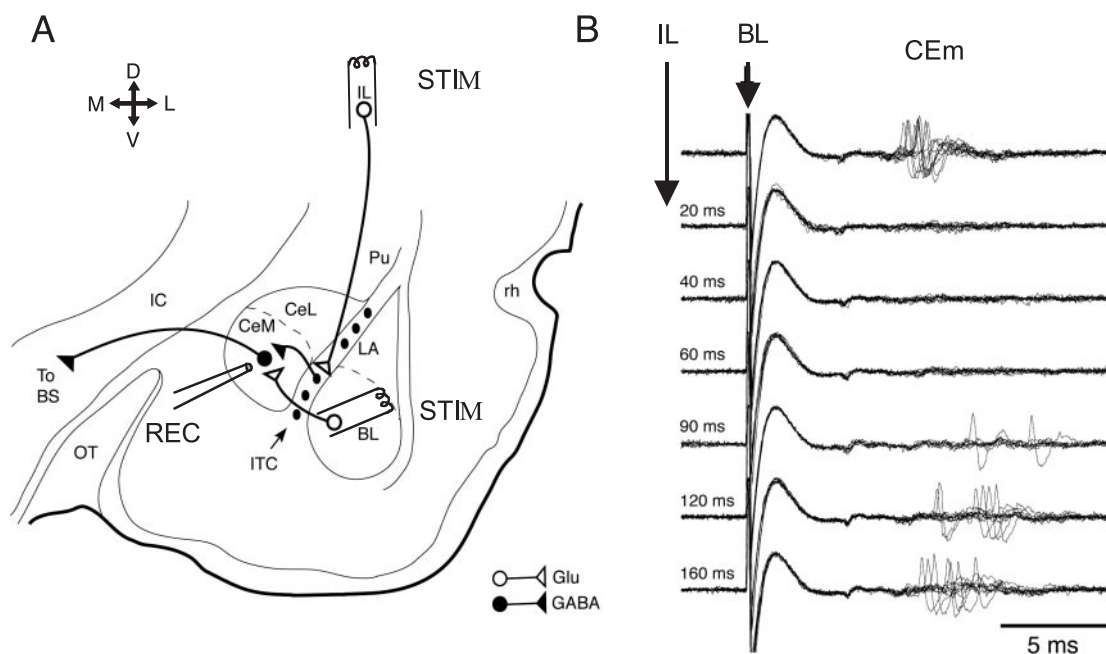 A
D
M L
V
STIM
IL
Pu
rh
IC
CeL
CeM
LA
To
BS
REC
STIM
BL
ITC
OT
Glu
GABA
B
IL BL CEm
20 ms
40 ms
60 ms
90 ms
120 ms
160 ms
5 ms